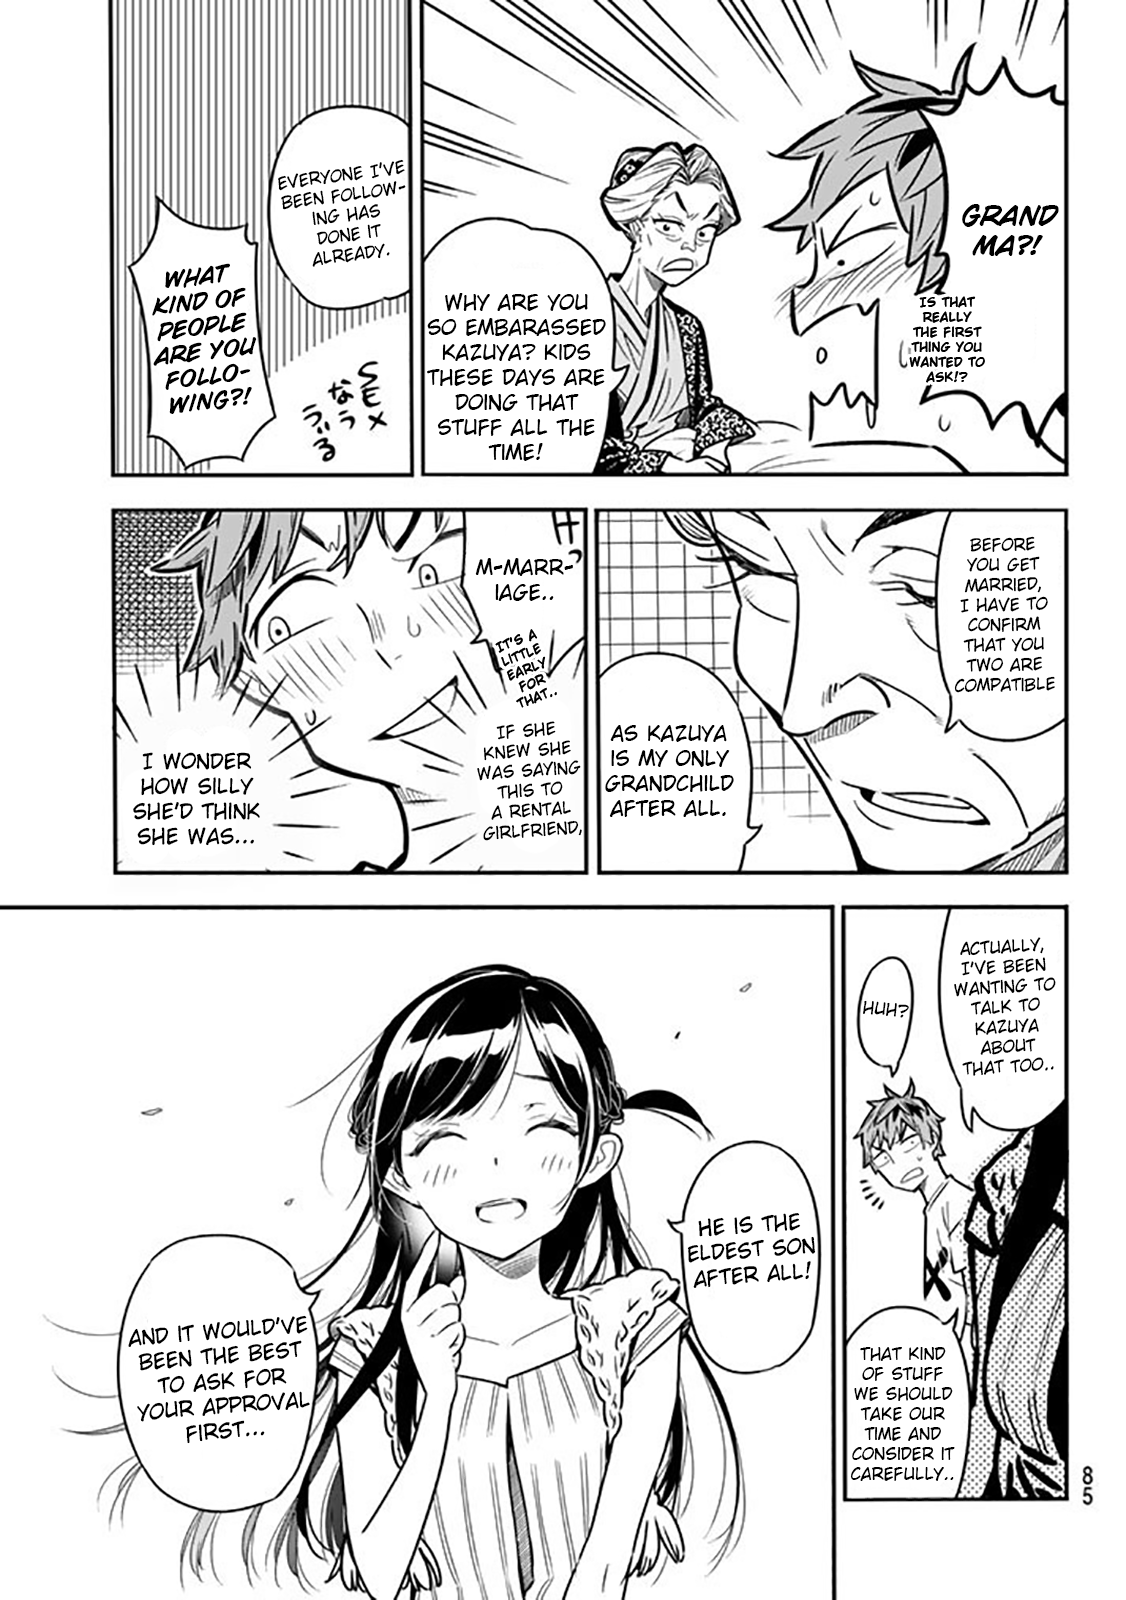 GRAND
MA?!
IS THAT
REALLY
THE FIRST
THING YOU
WANTED TO
ASK!?
WHY ARE YOU
SO EMBARASSED
KAZUYA? KIDS
THESE DAYS ARE
DOING THAT
STUFF ALL THE
TIME!
EVERYONE I'VE
BEEN FOLLOW-
ING HAS
DONE IT
ALREADY.
SEX
なう
うぃる
WHAT
KIND OF
PEOPLE
ARE YOU
FOLLO-
WING?!
BEFORE
YOU GET
MARRIED,
I HAVE TO
CONFIRM
THAT YOU
TWO ARE
COMPATIBLE
AS KAZUYA
IS MY ONLY
GRANDCHILD
AFTER ALL.
M-MARR-
IAGE..
IT'S A
LITTLE
EARLY
FOR
THAT..
IF SHE
KNEW SHE
WAS SAYING
THIS TO
A RENTAL
GIRLFRIEND,
I WONDER
HOW SILLY
SHE'D THINK
SHE WAS...
ACTUALLY,
I'VE BEEN
WANTING TO
TALK TO
KAZUYA
ABOUT
THAT TOO..
HUH?
THAT KIND
OF STUFF
WE SHOULD
TAKE OUR
TIME AND
CONSIDER IT
CAREFULLY..
HE IS THE
ELDEST SON
AFTER ALL!
AND IT WOULD'VE
BEEN THE BEST
TO ASK FOR
YOUR APPROVAL
FIRST...
85